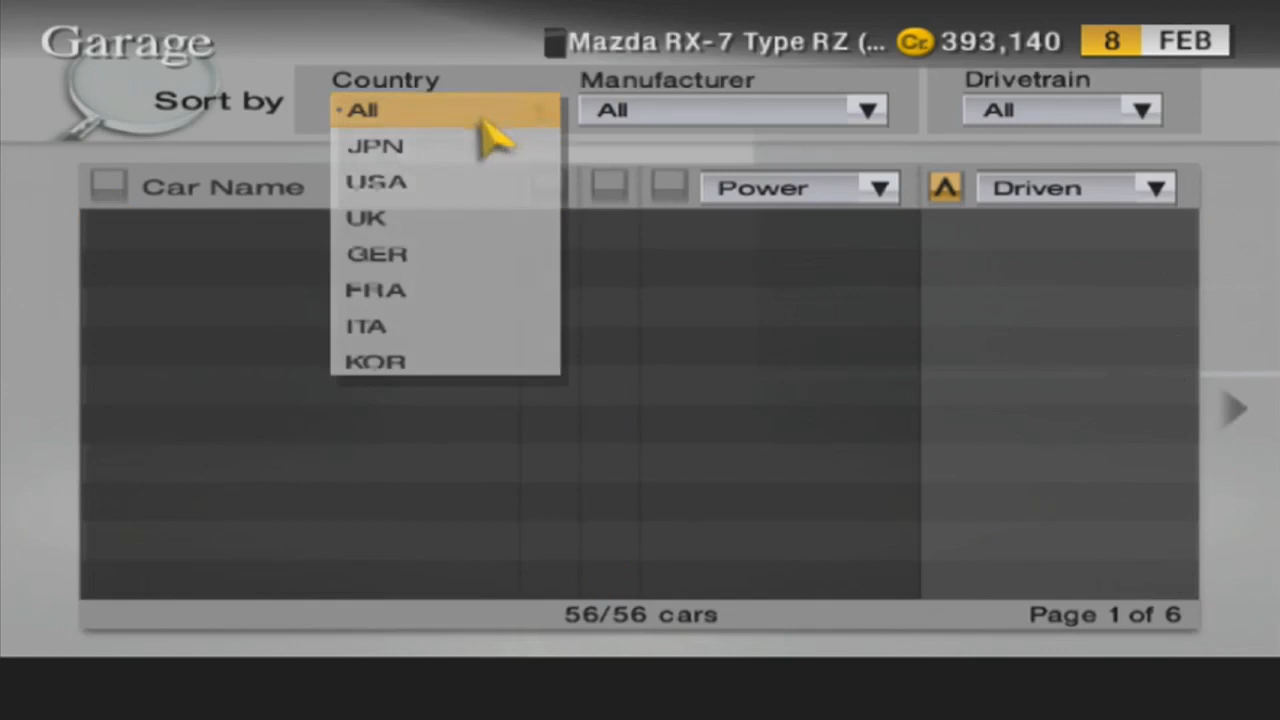 Garage
Mazda RX-7 Type RZ (... Cr. 393,140 8 FEB
Sort by
Country Manufacturer Drivetrain
All All All
JPN
USA
UK
GER
FRA
ITA
KOR
Car Name Power Driven
56/56 cars Page 1 of 6